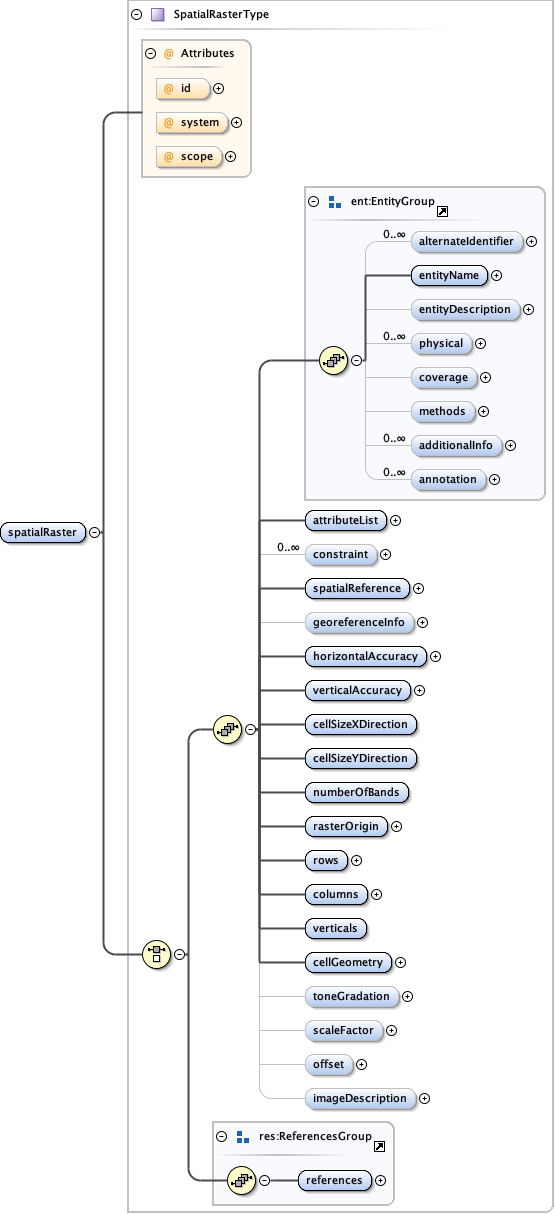 SpatialRasterType
@ Attributes
@ id
@ system
@ scope
ent:EntityGroup
0..∞
alternateIdentifier
entityName
entityDescription
0..∞
physical
coverage
methods
0..∞
additionalInfo
0..∞
annotation
spatialRaster
attributeList
0..∞
constraint
spatialReference
georeferenceInfo
horizontalAccuracy
verticalAccuracy
cellSizeXDirection
cellSizeYDirection
numberOfBands
rasterOrigin
rows
columns
verticals
cellGeometry
toneGradation
scaleFactor
offset
imageDescription
res:ReferencesGroup
references